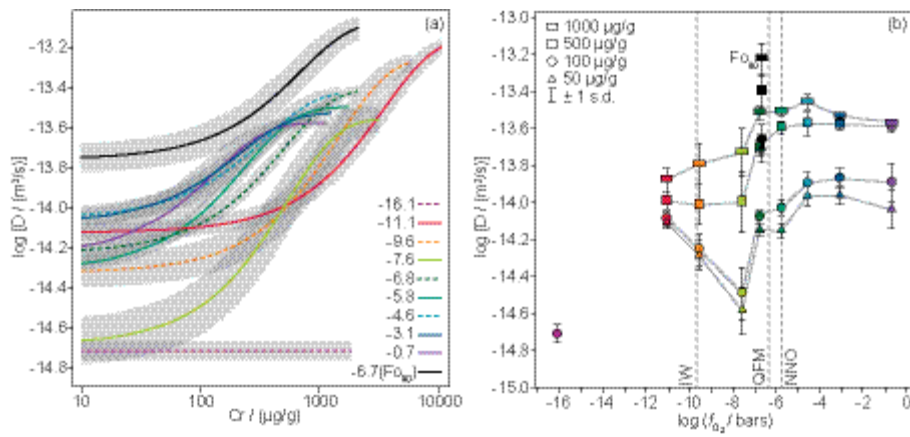 (a)
-13.2
-13.4
-13.6
-13.8
-14.0
-14.2
-14.4
-14.6
-14.8
log [D / (m²/s)]
10
100
1000
10000
Cr / (µg/g)
-16.1
-11.1
-9.6
-7.6
-6.8
-5.8
-4.6
-3.1
-0.7
-6.7(Fo₉₀)
(b)
-13.0
-13.2
-13.4
-13.6
-13.8
-14.0
-14.2
-14.4
-14.6
-14.8
-15.0
log [D / (m²/s)]
1000 µg/g
500 µg/g
100 µg/g
50 µg/g
± 1 s.d.
Fo₉₀
IW
QFM
NNO
-16
-14
-12
-10
-8
-6
-4
-2
0
log (fO₂ / bars)